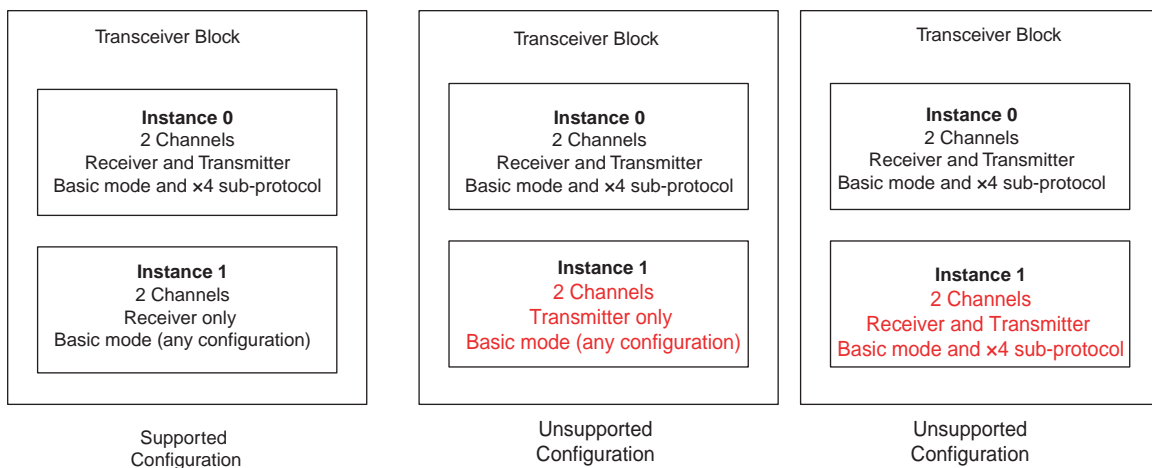 Transceiver Block
Instance 0
2 Channels
Receiver and Transmitter
Basic mode and ×4 sub-protocol
Instance 1
2 Channels
Receiver only
Basic mode (any configuration)
Supported
Configuration
Transceiver Block
Instance 0
2 Channels
Receiver and Transmitter
Basic mode and ×4 sub-protocol
Instance 1
2 Channels
Transmitter only
Basic mode (any configuration)
Unsupported
Configuration
Transceiver Block
Instance 0
2 Channels
Receiver and Transmitter
Basic mode and ×4 sub-protocol
Instance 1
2 Channels
Receiver and Transmitter
Basic mode and ×4 sub-protocol
Unsupported
Configuration